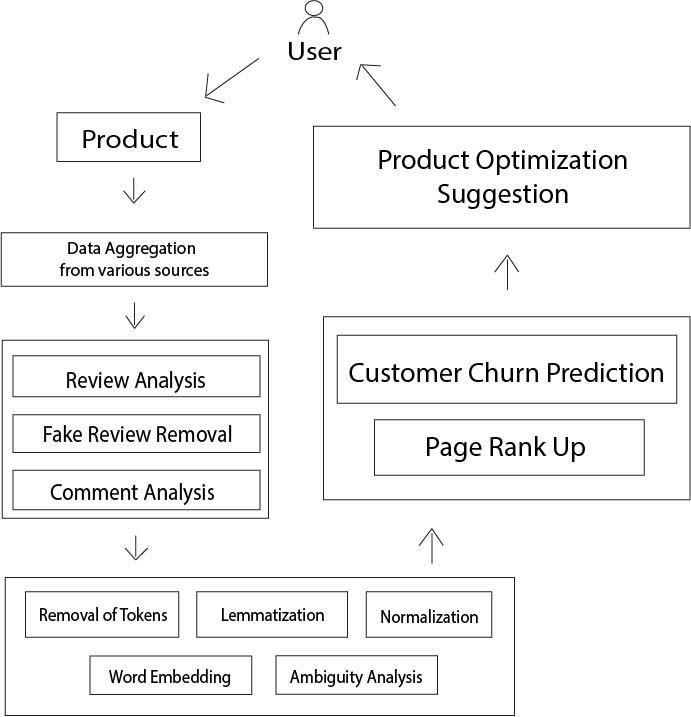 User
Product
Data Aggregation
from various sources
Review Analysis
Fake Review Removal
Comment Analysis
Removal of Tokens
Lemmatization
Normalization
Word Embedding
Ambiguity Analysis
Customer Churn Prediction
Page Rank Up
Product Optimization
Suggestion